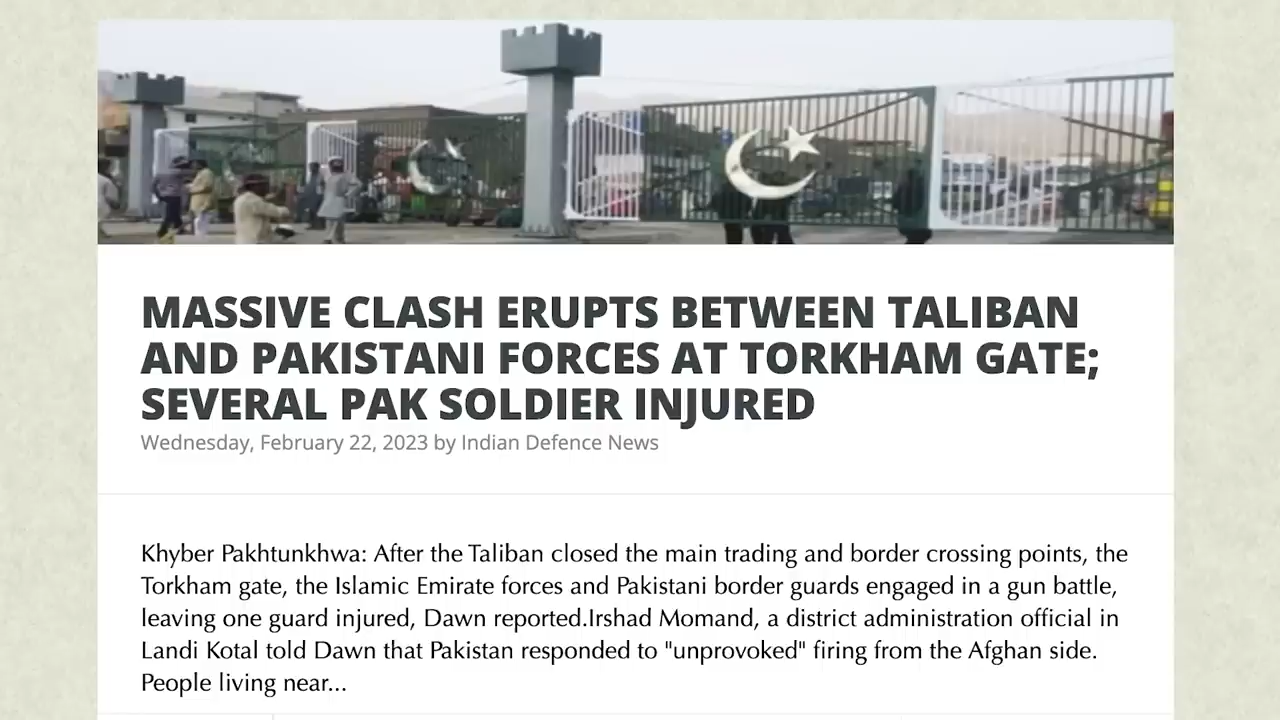 MASSIVE CLASH ERUPTS BETWEEN TALIBAN
AND PAKISTANI FORCES AT TORKHAM GATE;
SEVERAL PAK SOLDIER INJURED
Wednesday, February 22, 2023 by Indian Defence News
Khyber Pakhtunkhwa: After the Taliban closed the main trading and border crossing points, the
Torkham gate, the Islamic Emirate forces and Pakistani border guards engaged in a gun battle,
leaving one guard injured, Dawn reported.Irshad Momand, a district administration official in
Landi Kotal told Dawn that Pakistan responded to "unprovoked" firing from the Afghan side.
People living near...